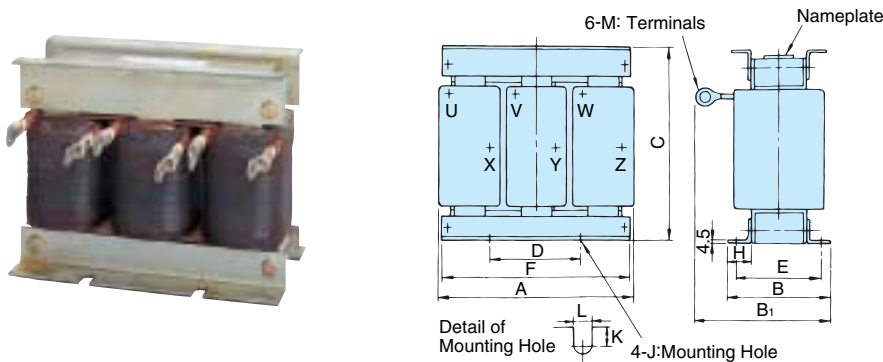 6-M: Terminals
Nameplate
U
V
W
X
Y
Z
C
D
F
A
4.5
H
E
B
B₁
L
K
Detail of
Mounting Hole
4-J:Mounting Hole